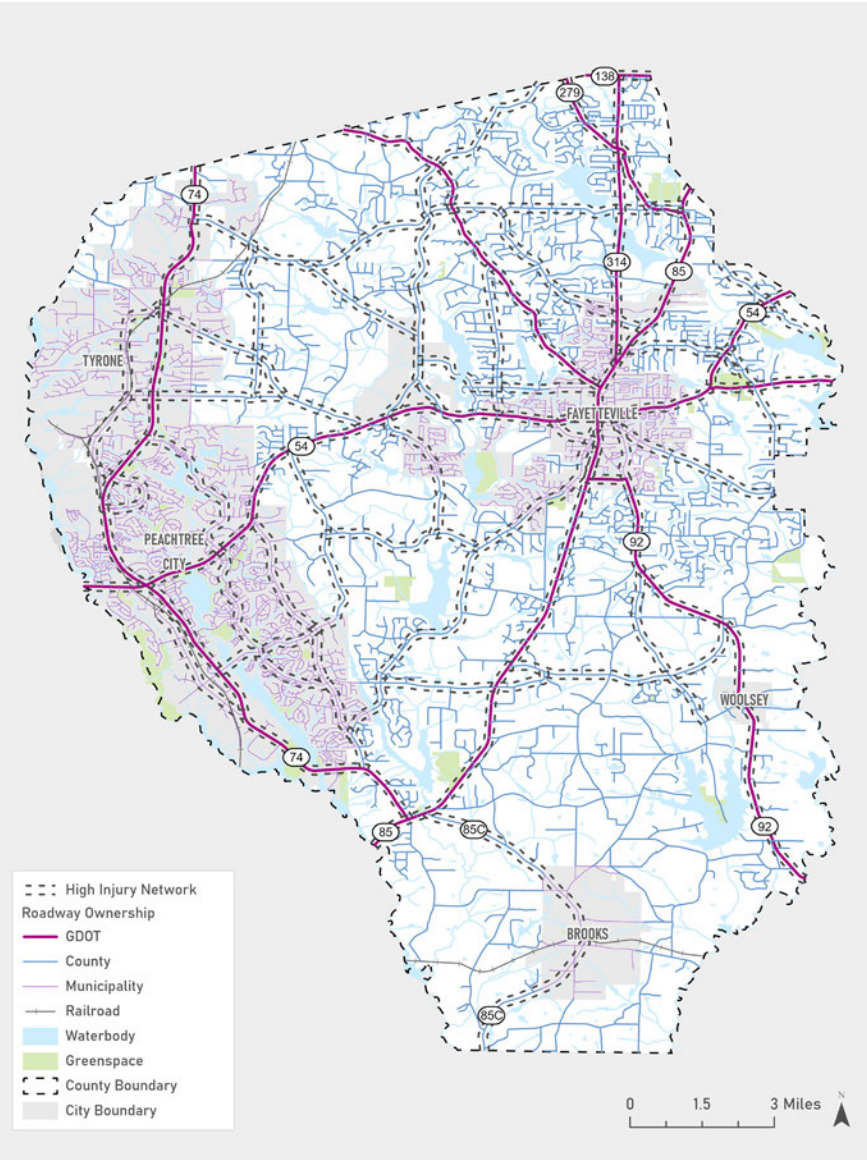 138
279
74
314
85
54
TYRONE
FAYETTEVILLE
54
PEACHTREE
CITY
92
WOOLSEY
74
85
85C
92
BROOKS
85C
High Injury Network
Roadway Ownership
GDOT
County
Municipality
Railroad
Waterbody
Greenspace
County Boundary
City Boundary
0 1.5 3 Miles
N